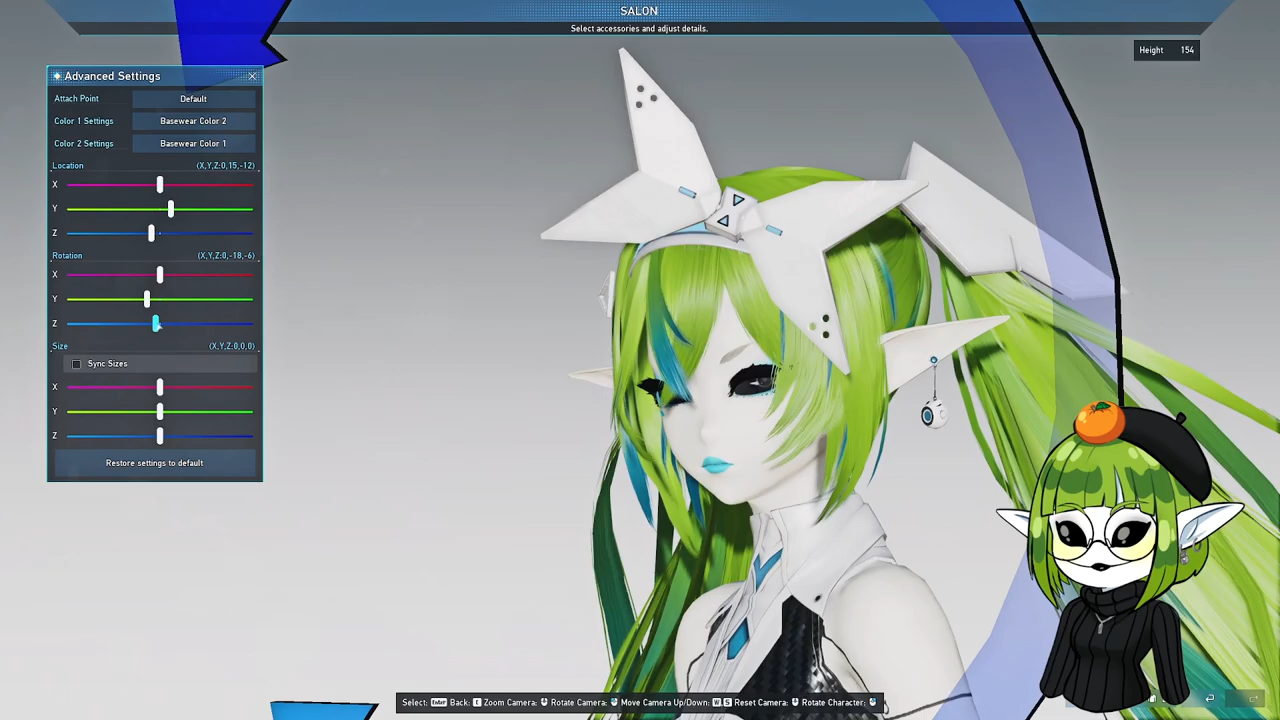 SALON
Select accessories and adjust details.
Height 154
Advanced Settings
Attach Point Default
Color 1 Settings Basewear Color 2
Color 2 Settings Basewear Color 1
Location (X,Y,Z:0,15,-12)
X
Y
Z
Rotation (X,Y,Z:0,-18,-6)
X
Y
Z
Size (X,Y,Z:0,0,0)
Sync Sizes
X
Y
Z
Restore settings to default
Select: Enter Back: E Zoom Camera: Rotate Camera: Move Camera Up/Down: W, S Reset Camera: Rotate Character: